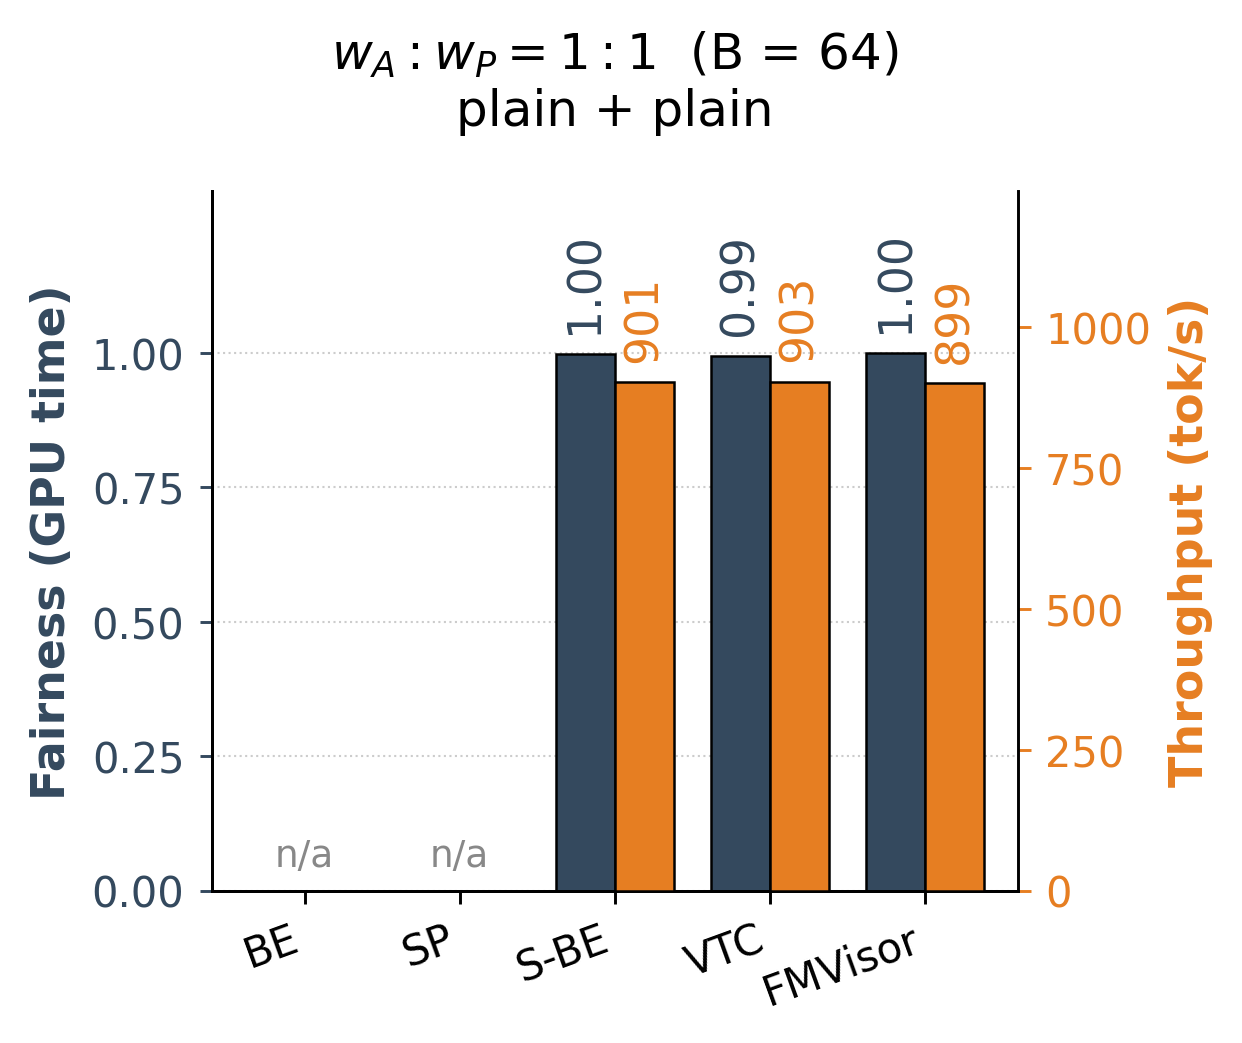 w_A : w_P = 1 : 1 (B = 64)
plain + plain
Fairness (GPU time)
1.00
0.75
0.50
0.25
0.00
n/a
n/a
1.00
901
0.99
903
1.00
899
1000
750
500
250
0
Throughput (tok/s)
BE
SP
S-BE
VTC
FMVisor